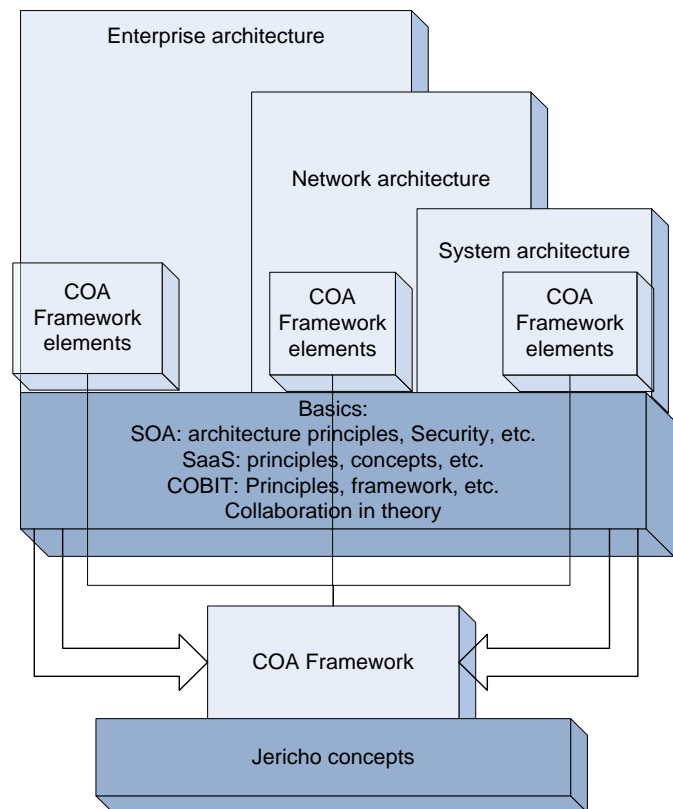 Enterprise architecture
Network architecture
System architecture
COA
Framework
elements
COA
Framework
elements
COA
Framework
elements
Basics:
SOA: architecture principles, Security, etc.
SaaS: principles, concepts, etc.
COBIT: Principles, framework, etc.
Collaboration in theory
COA Framework
Jericho concepts